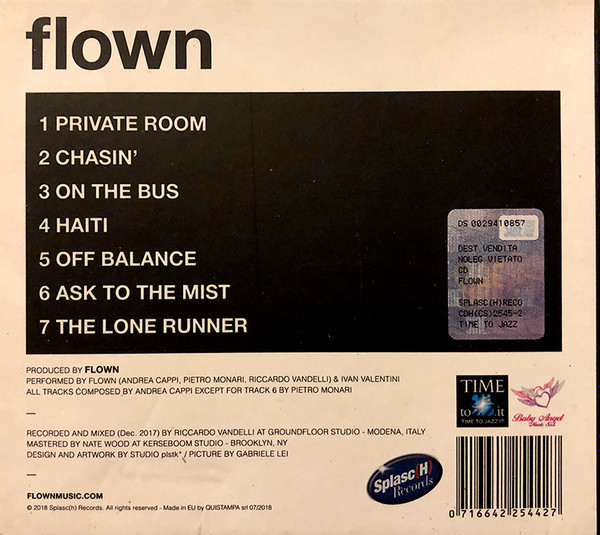 flown
1 PRIVATE ROOM
2 CHASIN'
3 ON THE BUS
4 HAITI
5 OFF BALANCE
6 ASK TO THE MIST
7 THE LONE RUNNER
DS 0029410857
DEST VENDITA
NOLEG VIETATO
CD
FLOWN
SPLASC(H)RECO
CDH(CS)2545-2
TIME TO JAZZ
PRODUCED BY FLOWN
PERFORMED BY FLOWN (ANDREA CAPPI, PIETRO MONARI, RICCARDO VANDELLI) & IVAN VALENTINI
ALL TRACKS COMPOSED BY ANDREA CAPPI EXCEPT FOR TRACK 6 BY PIETRO MONARI
—
RECORDED AND MIXED (Dec. 2017) BY RICCARDO VANDELLI AT GROUNDFLOOR STUDIO - MODENA, ITALY
MASTERED BY NATE WOOD AT KERSEBOOM STUDIO - BROOKLYN, NY
DESIGN AND ARTWORK BY STUDIO plstk* / PICTURE BY GABRIELE LEI
—
FLOWNMUSIC.COM
© 2018 Splasc(h) Records. All rights reserved - Made in EU by QUISTAMPA srl 07/2018
TIME
to it
TIME TO JAZZ IT
Baby Angel
Music S.r.l.
Splasc(H)
Records
0 716642 254427